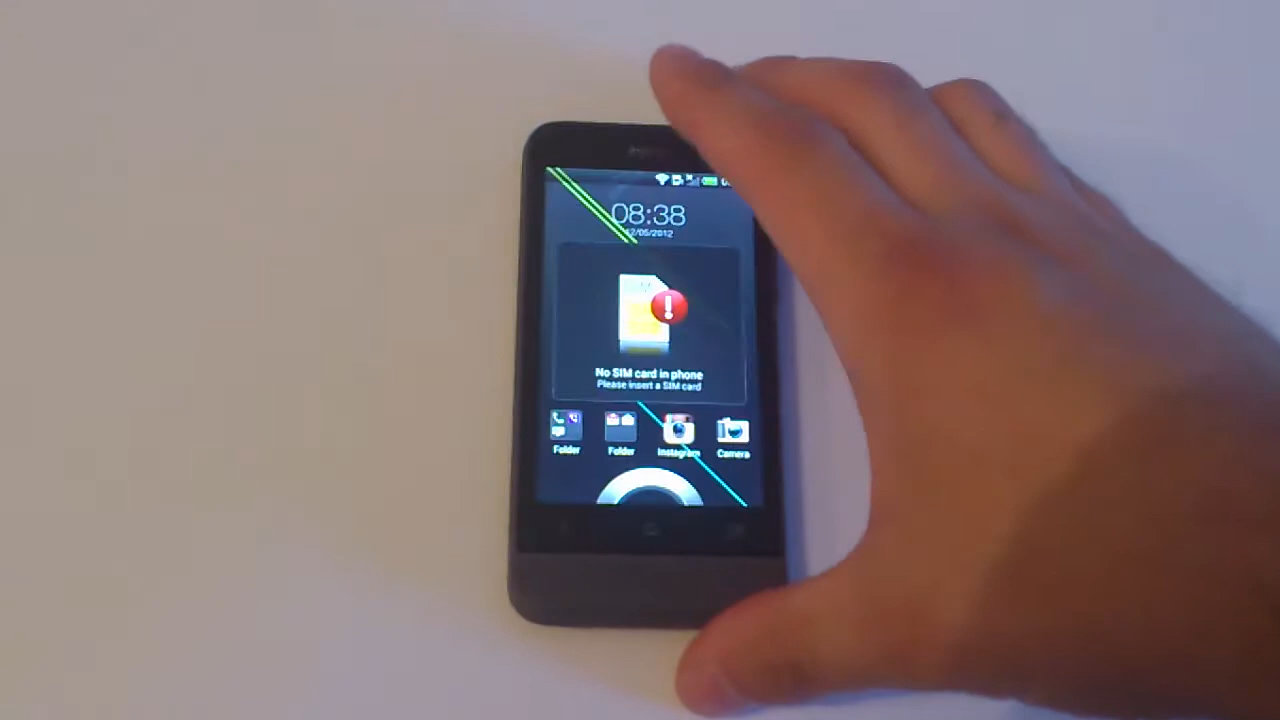 08:38
12/05/2012
No SIM card in phone
Please insert a SIM card
Folder
Folder
Instagram
Camera